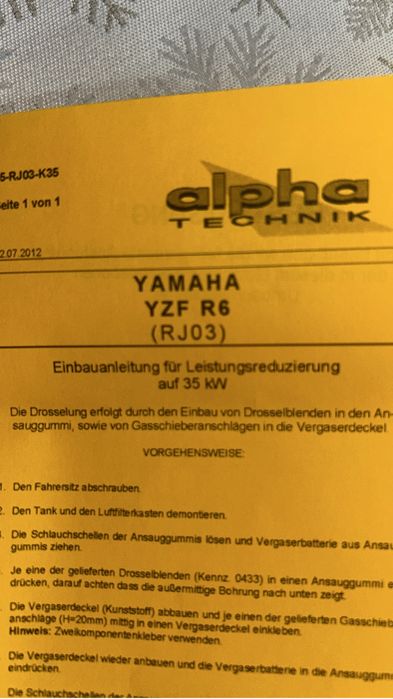 5-RJ03-K35
eite 1 von 1
alpha
TECHNIK
2.07.2012
YAMAHA
YZF R6
(RJ03)
Einbauanleitung für Leistungsreduzierung
auf 35 kW
Die Drosselung erfolgt durch den Einbau von Drosselblenden in den An-
sauggummi, sowie von Gasschieberanschlägen in die Vergaserdeckel.
VORGEHENSWEISE:
1. Den Fahrersitz abschrauben.
2. Den Tank und den Luftfilterkasten demontieren.
Die Schlauchschellen der Ansauggummis lösen und Vergaserbatterie aus Ansau
gummis ziehen.
Je eine der gelieferten Drosselblenden (Kennz. 0433) in einen Ansauggummi e
drücken, darauf achten das die außermittige Bohrung nach unten zeigt.
Die Vergaserdeckel (Kunststoff) abbauen und je einen der gelieferten Gasschieb
anschläge (H=20mm) mittig in einen Vergaserdeckel einkleben.
Hinweis: Zweikomponentenkleber verwenden.
Die Vergaserdeckel wieder anbauen und die Vergaserbatterie in die Ansauggum
eindrücken.
Die Schlauchschellen der